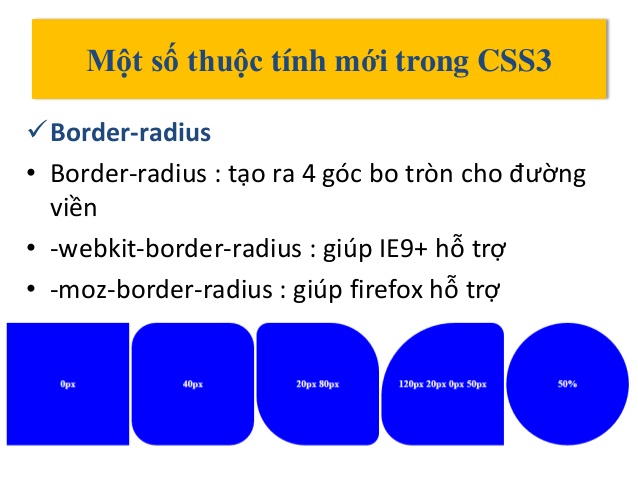 Một số thuộc tính mới trong CSS3
✓Border-radius
• Border-radius : tạo ra 4 góc bo tròn cho đường
viền
• -webkit-border-radius : giúp IE9+ hỗ trợ
• -moz-border-radius : giúp firefox hỗ trợ
0px
40px
20px 80px
120px 20px 0px 50px
50%